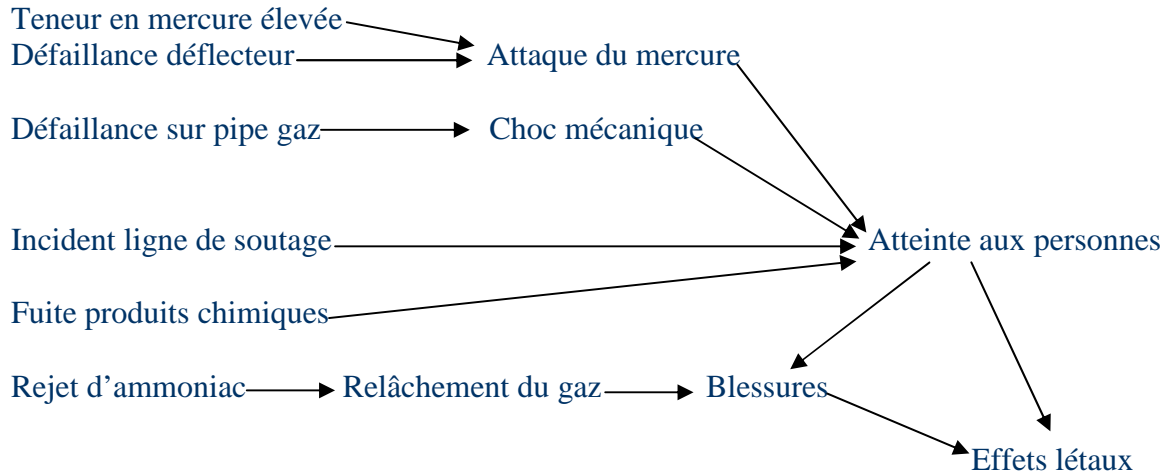 Teneur en mercure élevée
Défaillance déflecteur Attaque du mercure
Défaillance sur pipe gaz Choc mécanique
Incident ligne de soutage Atteinte aux personnes
Fuite produits chimiques
Rejet d’ammoniac Relâchement du gaz Blessures
Effets létaux